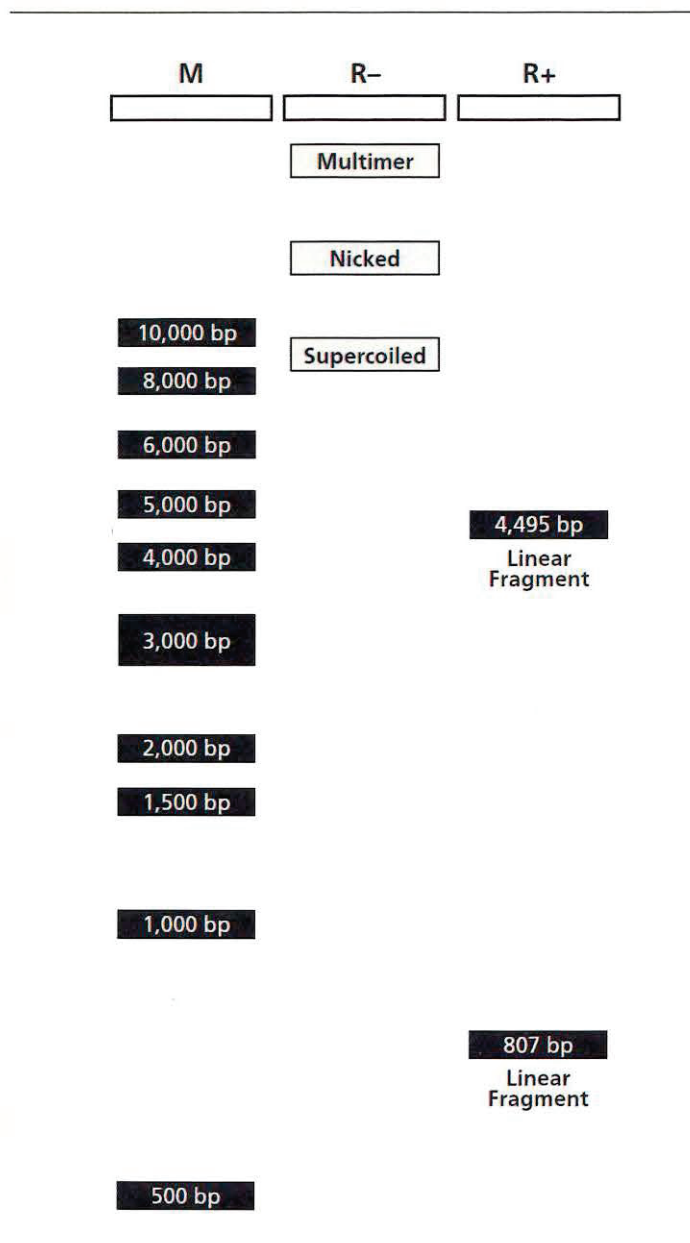 M R– R+
Multimer
Nicked
10,000 bp
Supercoiled
8,000 bp
6,000 bp
5,000 bp
4,495 bp
4,000 bp
Linear
Fragment
3,000 bp
2,000 bp
1,500 bp
1,000 bp
807 bp
Linear
Fragment
500 bp